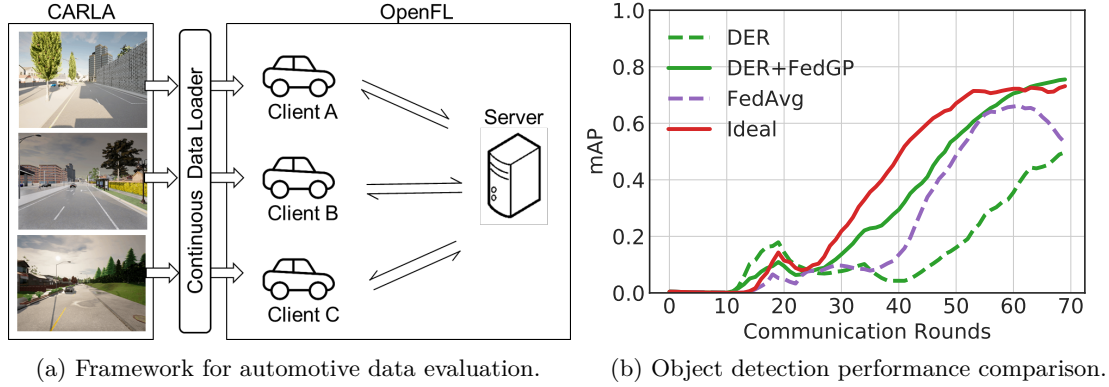 CARLA
OpenFL
Continuous Data Loader
Client A
Client B
Client C
Server
(a) Framework for automotive data evaluation.
1.0
0.8
0.6
0.4
0.2
0.0
mAP
DER
DER+FedGP
FedAvg
Ideal
0 10 20 30 40 50 60 70
Communication Rounds
(b) Object detection performance comparison.